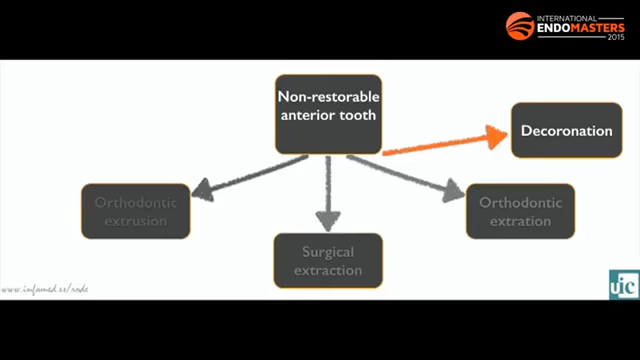 INTERNATIONAL
ENDOMASTERS
2015
Non-restorable
anterior tooth
Decoronation
Orthodontic
extrusion
Orthodontic
extration
Surgical
extraction
www.infomed.es/rode
uic